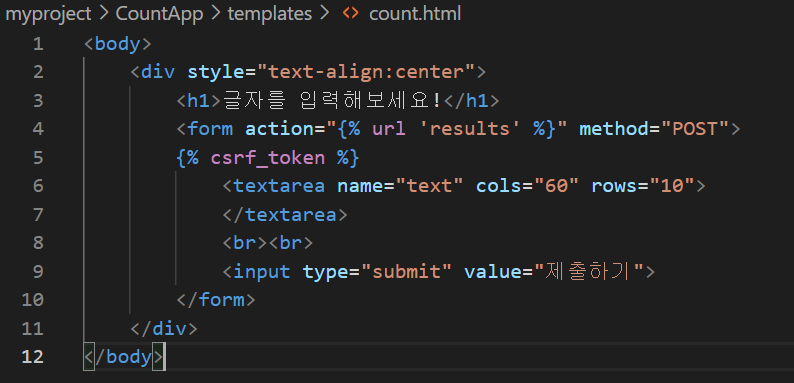 myproject > CountApp > templates > <> count.html
1 <body>
2 <div style="text-align:center">
3 <h1>글자를 입력해보세요!</h1>
4 <form action="{% url 'results' %}" method="POST">
5 {% csrf_token %}
6 <textarea name="text" cols="60" rows="10">
7 </textarea>
8 <br><br>
9 <input type="submit" value="제출하기">
10 </form>
11 </div>
12 </body>